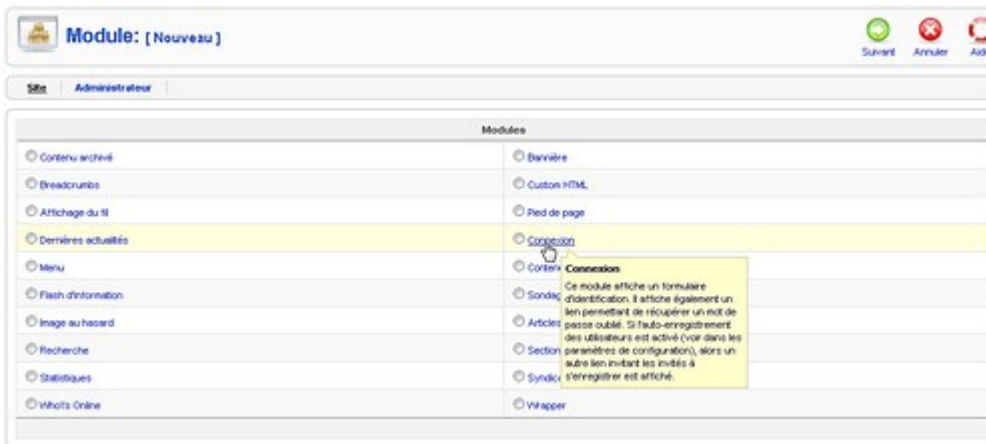 Module: [ Nouveau ]
Suivant Annuler
Site Administrateur
Modules
Contenu archivé Bannière
Breadcrumbs Custom HTML
Affichage du fil Pied de page
Dernières actualités Connexion
Menu
Flash d'information
Image au hasard Articles
Recherche Section
Statistiques
Who's Online Wrapper
Connexion
Ce module affiche un formulaire
d'identification. Il affiche également un
lien permettant de récupérer un mot de
passe oublié. Si l'auto-enregistrement
des utilisateurs est activé (voir dans les
paramètres de configuration), alors un
autre lien invitant les invités à
s'enregistrer est affiché.